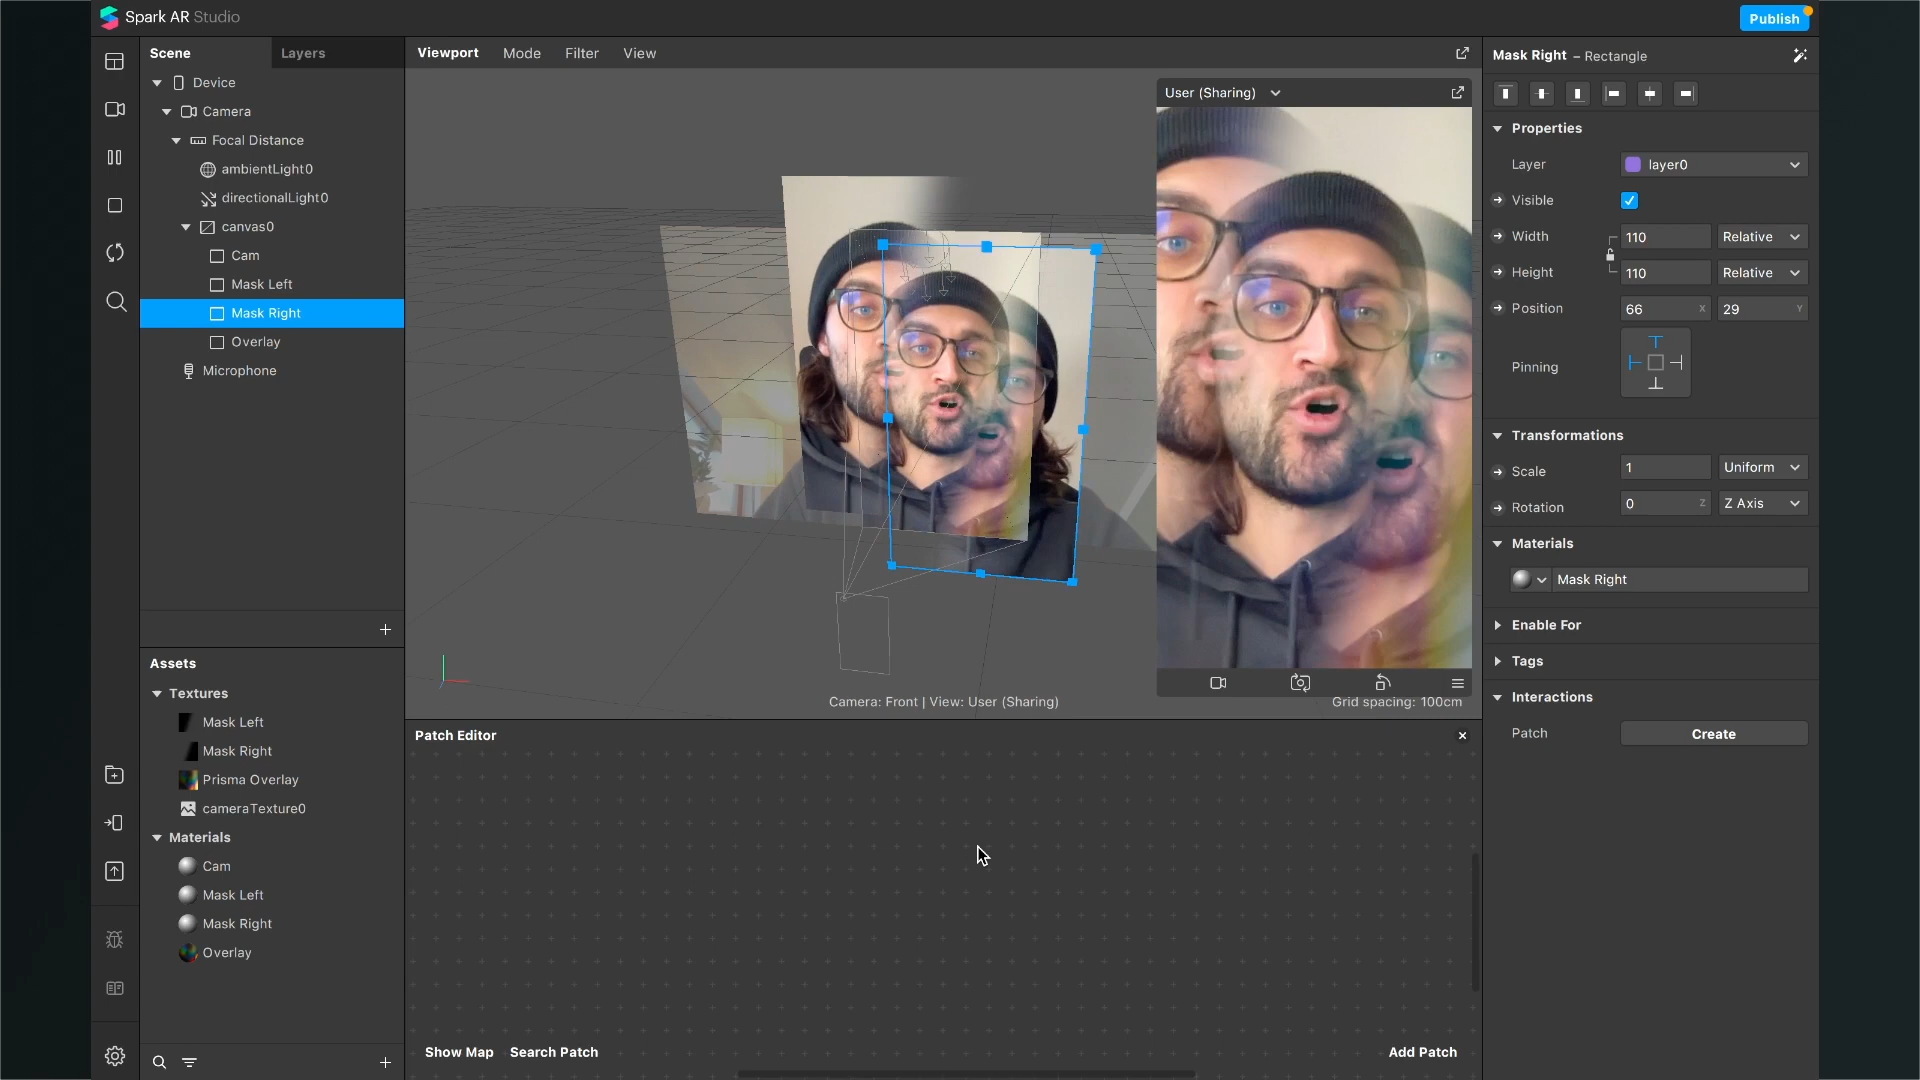 Spark AR Studio
Publish
Scene
Layers
Device
Camera
Focal Distance
ambientLight0
directionalLight0
canvas0
Cam
Mask Left
Mask Right
Overlay
Microphone
Assets
Textures
Mask Left
Mask Right
Prisma Overlay
cameraTexture0
Materials
Cam
Mask Left
Mask Right
Overlay
Viewport Mode Filter View
User (Sharing)
Camera: Front | View: User (Sharing)
Grid spacing: 100cm
Patch Editor
Show Map Search Patch
Add Patch
Mask Right – Rectangle
Properties
Layer layer0
Visible
Width 110 Relative
Height 110 Relative
Position 66 X 29 Y
Pinning
Transformations
Scale 1 Uniform
Rotation 0 Z Z Axis
Materials
Mask Right
Enable For
Tags
Interactions
Patch Create